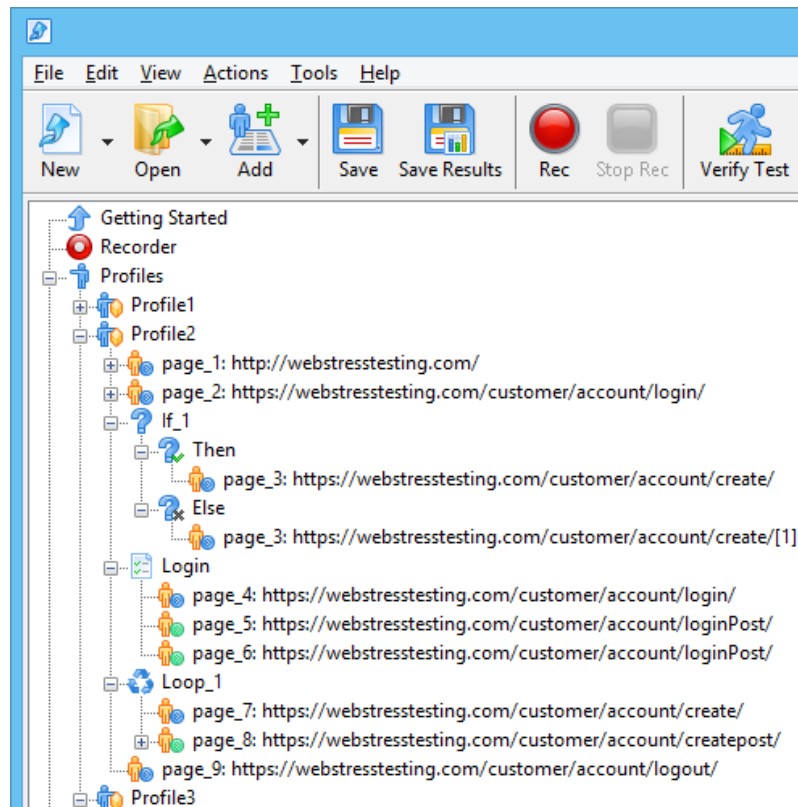 File Edit View Actions Tools Help
New Open Add Save Save Results Rec Stop Rec Verify Test
Getting Started
Recorder
Profiles
Profile1
Profile2
page_1: http://webstresstesting.com/
page_2: https://webstresstesting.com/customer/account/login/
If_1
Then
page_3: https://webstresstesting.com/customer/account/create/
Else
page_3: https://webstresstesting.com/customer/account/create/[1]
Login
page_4: https://webstresstesting.com/customer/account/login/
page_5: https://webstresstesting.com/customer/account/loginPost/
page_6: https://webstresstesting.com/customer/account/loginPost/
Loop_1
page_7: https://webstresstesting.com/customer/account/create/
page_8: https://webstresstesting.com/customer/account/createpost/
page_9: https://webstresstesting.com/customer/account/logout/
Profile3